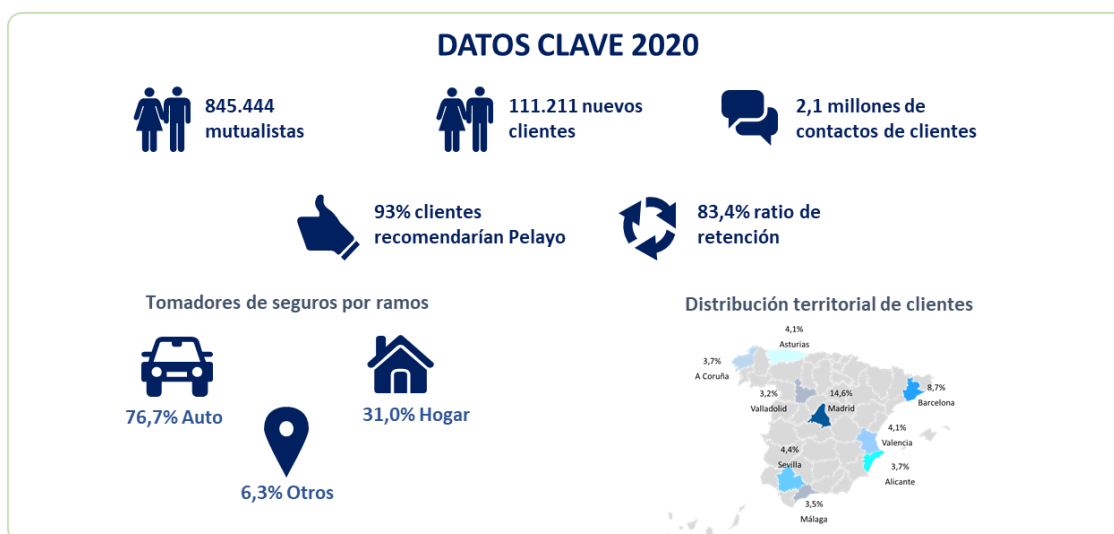 DATOS CLAVE 2020
845.444
mutualistas
111.211 nuevos
clientes
2,1 millones de
contactos de clientes
93% clientes
recomendarían Pelayo
83,4% ratio de
retención
Tomadores de seguros por ramos
76,7% Auto
31,0% Hogar
6,3% Otros
Distribución territorial de clientes
4,1%
Asturias
3,7%
A Coruña
3,2%
Valladolid
14,6%
Madrid
8,7%
Barcelona
4,1%
Valencia
4,4%
Sevilla
3,7%
Alicante
3,5%
Málaga